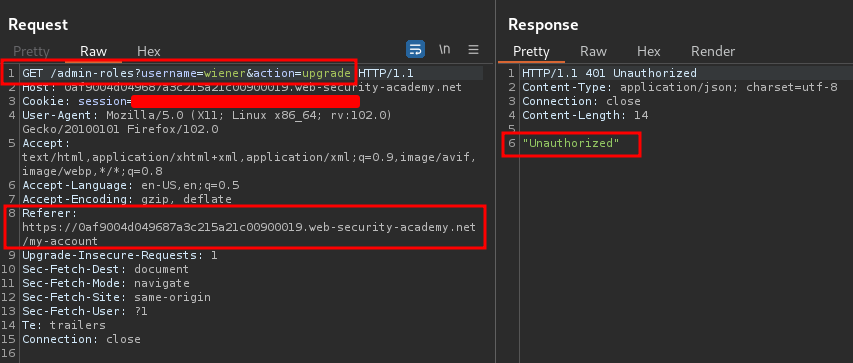 Request
Pretty Raw Hex \n
1 GET /admin-roles?username=wiener&action=upgrade HTTP/1.1
2 Host: 0af9004d049687a3c215a21c00900019.web-security-academy.net
3 Cookie: session=
4 User-Agent: Mozilla/5.0 (X11; Linux x86_64; rv:102.0)
Gecko/20100101 Firefox/102.0
5 Accept:
text/html,application/xhtml+xml,application/xml;q=0.9,image/avif,
image/webp,*/*;q=0.8
6 Accept-Language: en-US,en;q=0.5
7 Accept-Encoding: gzip, deflate
8 Referer:
https://0af9004d049687a3c215a21c00900019.web-security-academy.net
/my-account
9 Upgrade-Insecure-Requests: 1
10 Sec-Fetch-Dest: document
11 Sec-Fetch-Mode: navigate
12 Sec-Fetch-Site: same-origin
13 Sec-Fetch-User: ?1
14 Te: trailers
15 Connection: close
16
Response
Pretty Raw Hex Render
1 HTTP/1.1 401 Unauthorized
2 Content-Type: application/json; charset=utf-8
3 Connection: close
4 Content-Length: 14
5
6 "Unauthorized"